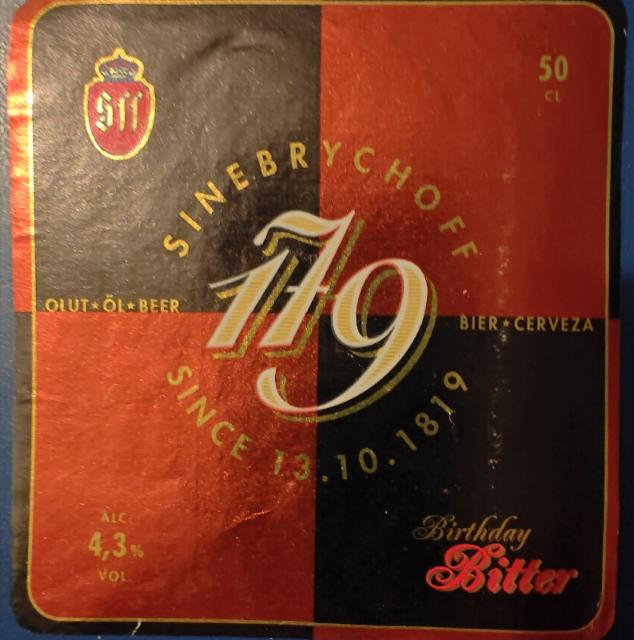 Sff
50
CL
SINEBRYCHOFF
179
OLUT★ÖL★BEER
BIER★CERVEZA
SINCE 13.10.1819
ALC.
4,3%
VOL.
Birthday
Bitter